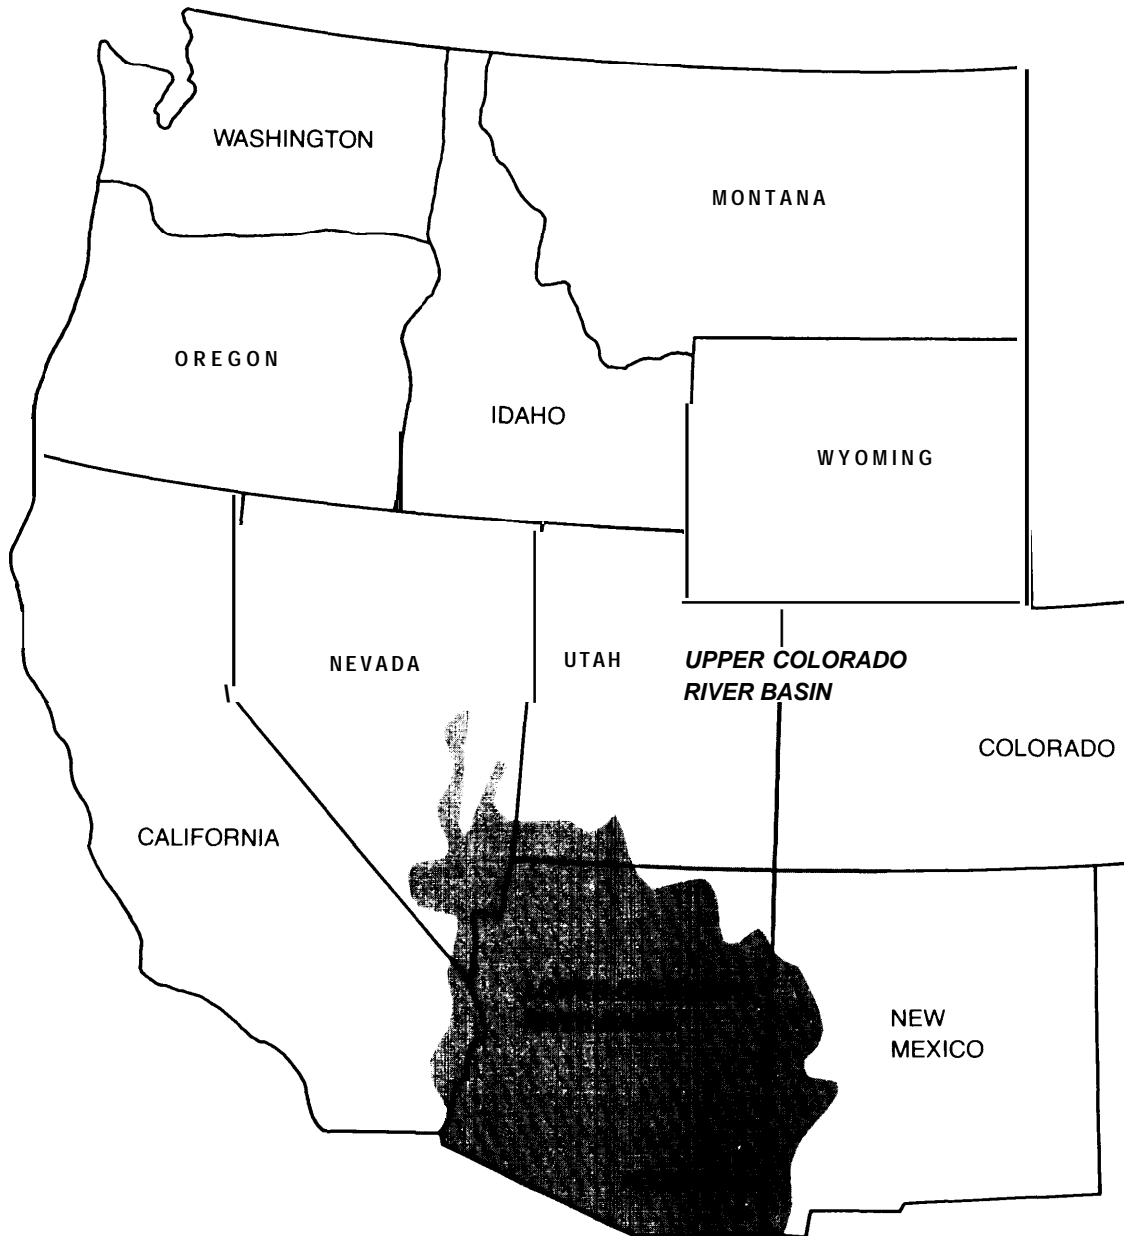 WASHINGTON
MONTANA
OREGON
IDAHO
WYOMING
NEVADA
UTAH
UPPER COLORADO
RIVER BASIN
COLORADO
CALIFORNIA
NEW
MEXICO